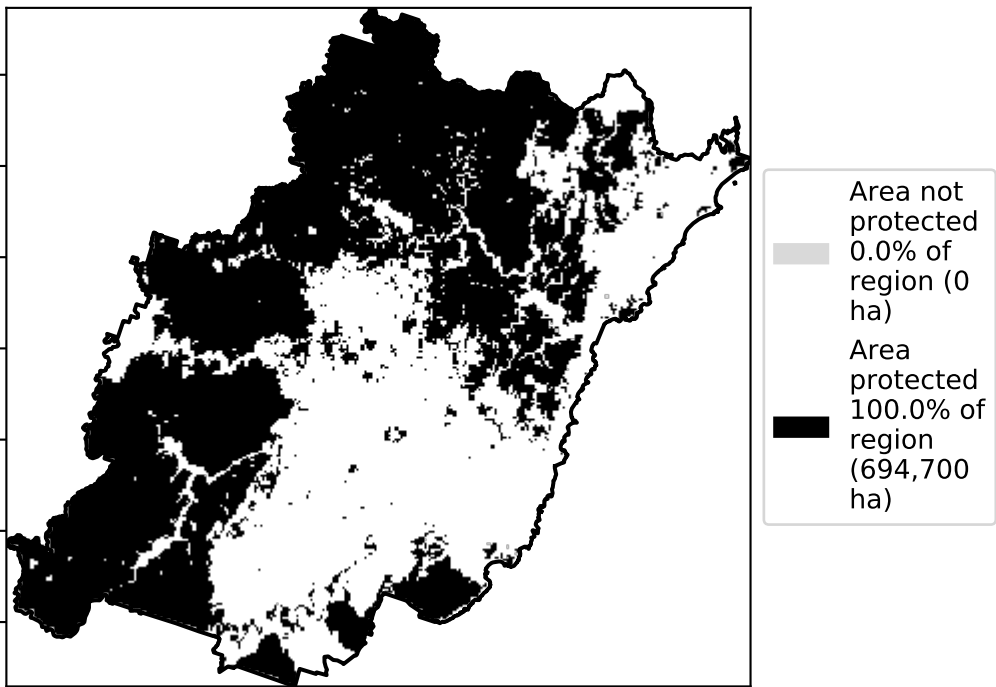 Area not
protected
0.0% of
region (0
ha)
Area
protected
100.0% of
region
(694,700
ha)